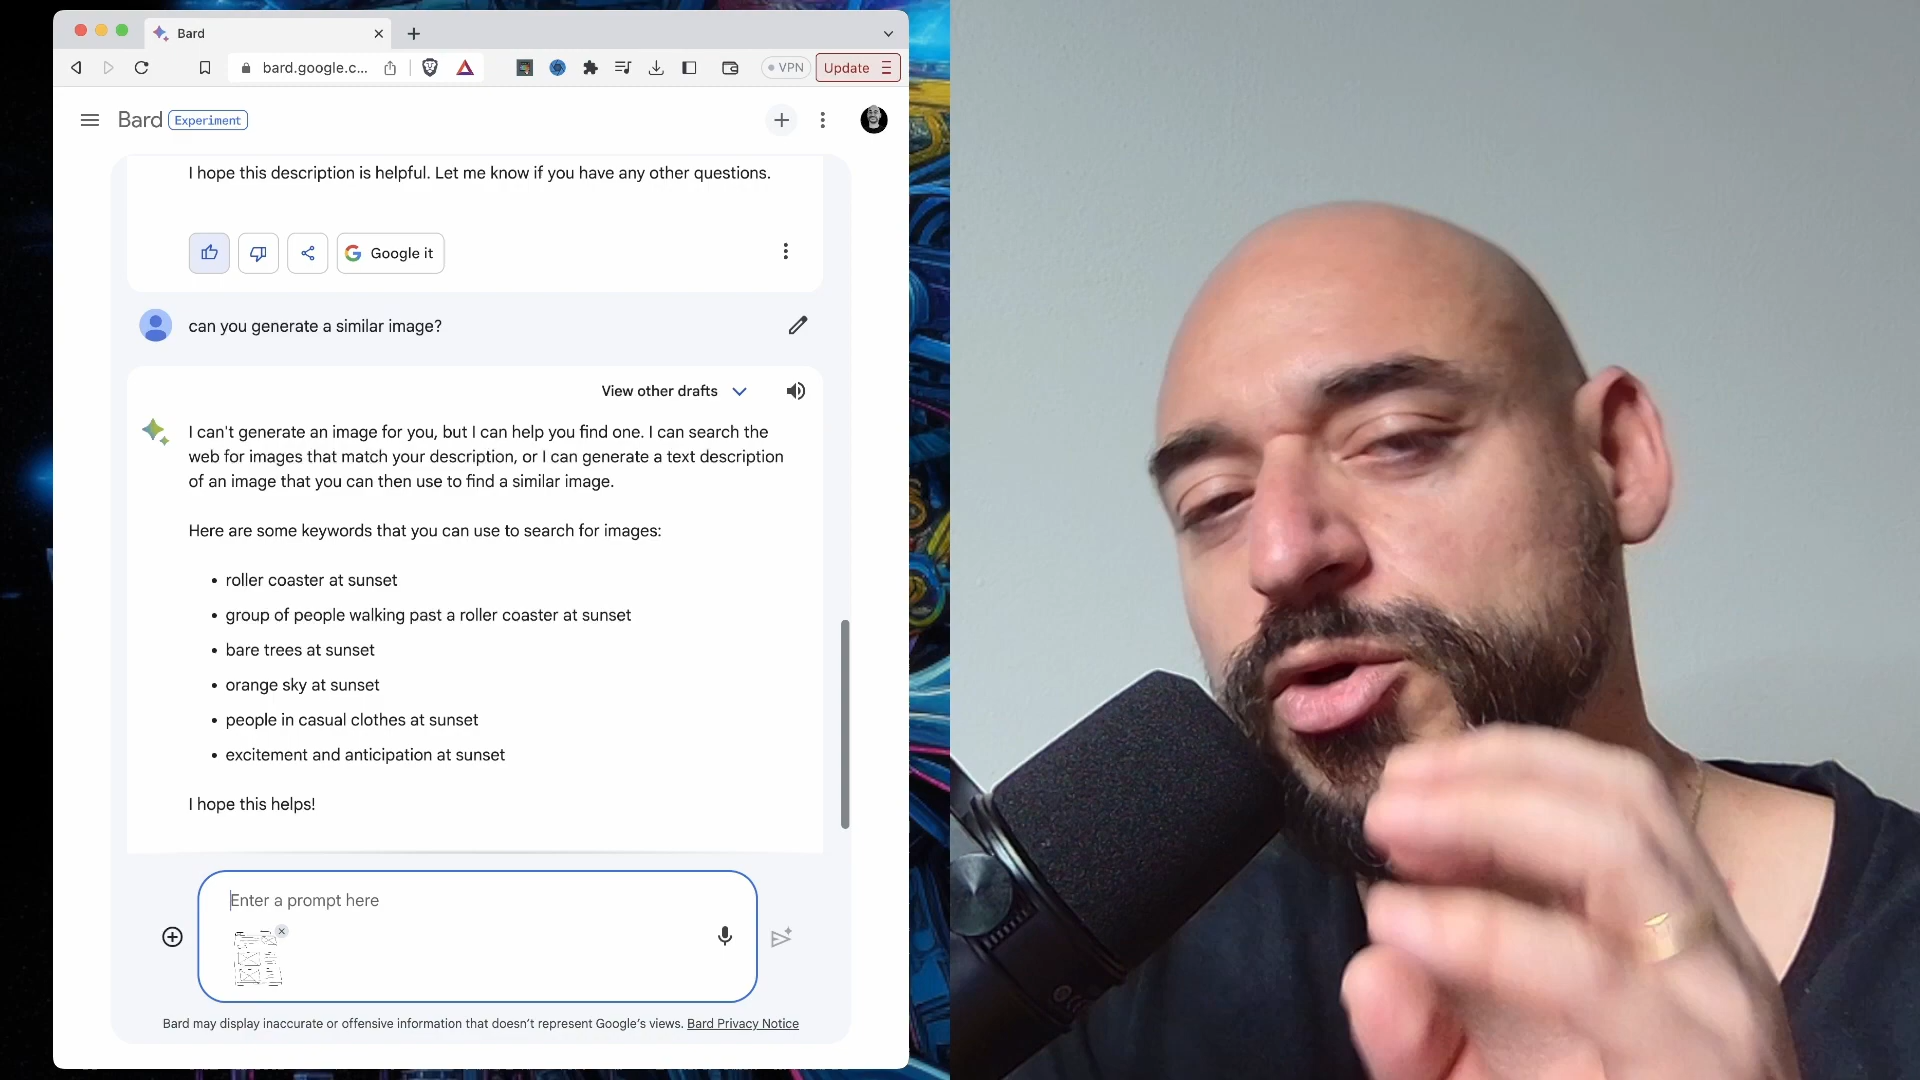 Bard
bard.google.c...
VPN
Update
Bard
Experiment
I hope this description is helpful. Let me know if you have any other questions.
Google it
can you generate a similar image?
View other drafts
I can't generate an image for you, but I can help you find one. I can search the
web for images that match your description, or I can generate a text description
of an image that you can then use to find a similar image.
Here are some keywords that you can use to search for images:
• roller coaster at sunset
• group of people walking past a roller coaster at sunset
• bare trees at sunset
• orange sky at sunset
• people in casual clothes at sunset
• excitement and anticipation at sunset
I hope this helps!
Enter a prompt here
Bard may display inaccurate or offensive information that doesn't represent Google's views. Bard Privacy Notice